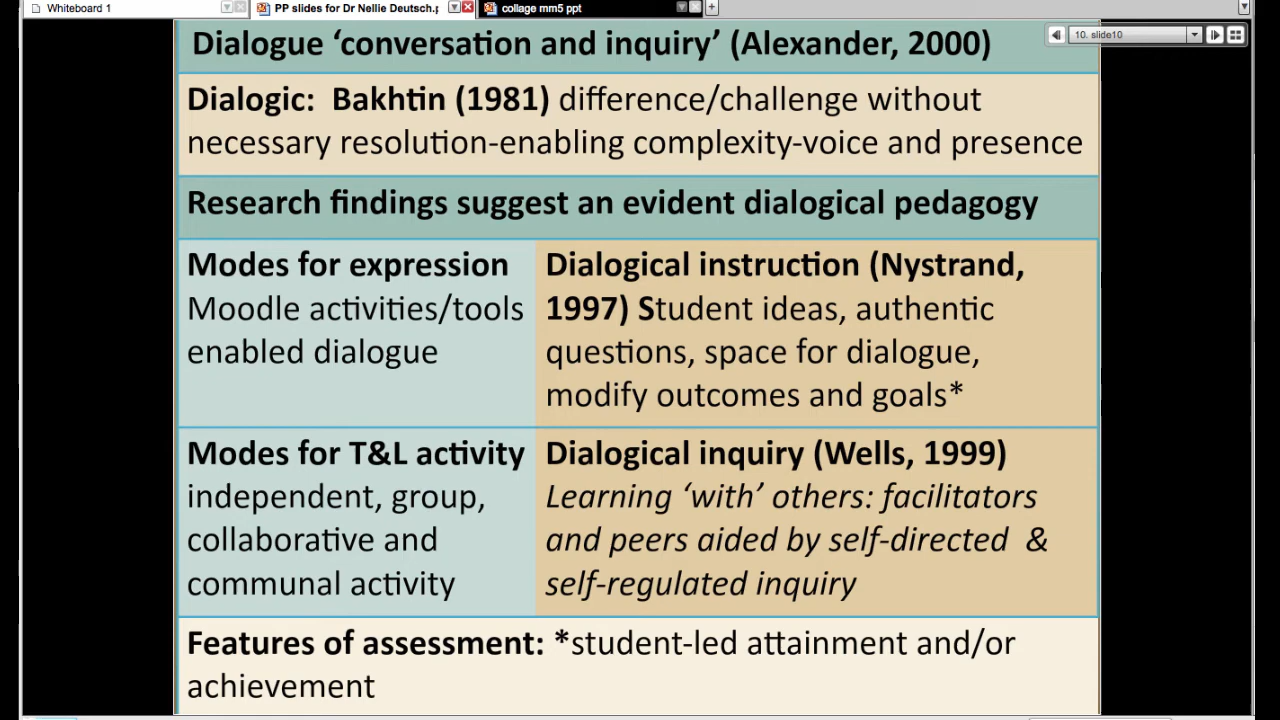 Whiteboard 1
PP slides for Dr Nellie Deutsch.p
collage mm5 ppt
10. slide10
Dialogue ‘conversation and inquiry’ (Alexander, 2000)
Dialogic: Bakhtin (1981) difference/challenge without
necessary resolution-enabling complexity-voice and presence
Research findings suggest an evident dialogical pedagogy
Modes for expression
Moodle activities/tools
enabled dialogue
Dialogical instruction (Nystrand,
1997) Student ideas, authentic
questions, space for dialogue,
modify outcomes and goals*
Modes for T&L activity
independent, group,
collaborative and
communal activity
Dialogical inquiry (Wells, 1999)
Learning ‘with’ others: facilitators
and peers aided by self-directed &
self-regulated inquiry
Features of assessment: *student-led attainment and/or
achievement